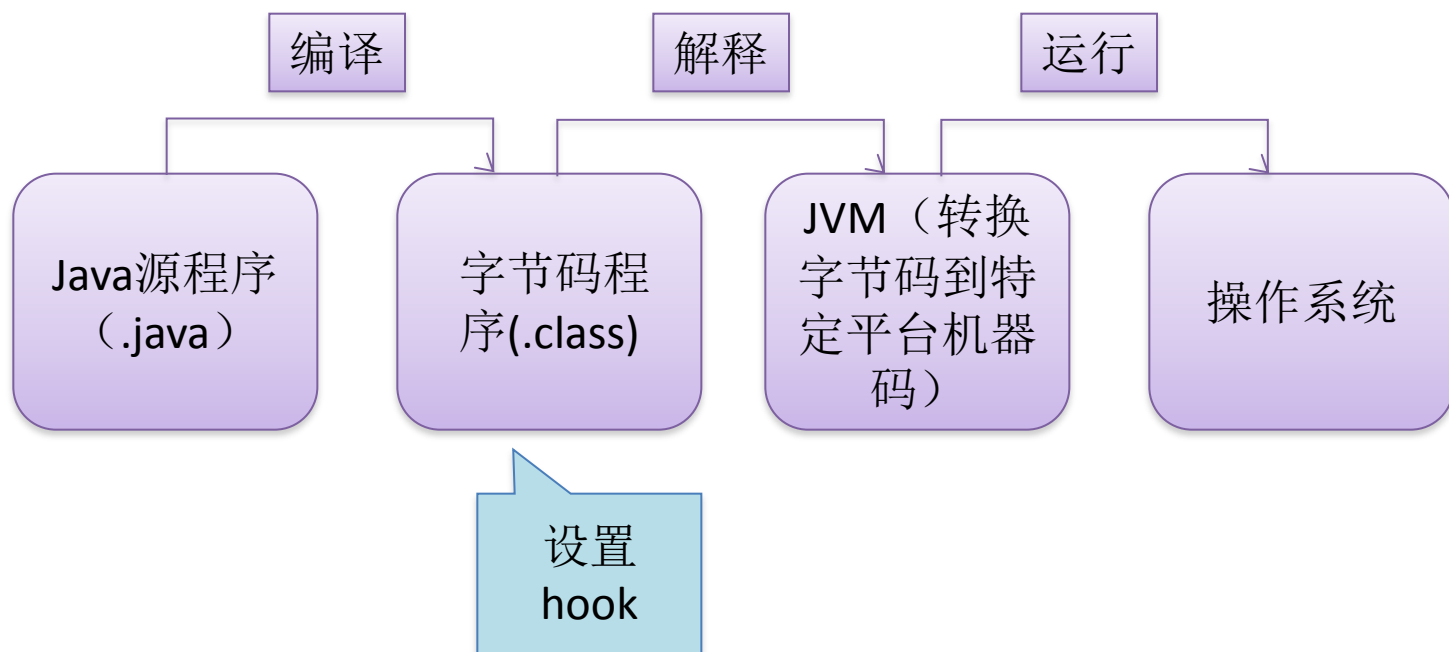 编译
解释
运行
Java源程序
（.java）
字节码程
序(.class)
JVM（转换
字节码到特
定平台机器
码）
操作系统
设置
hook